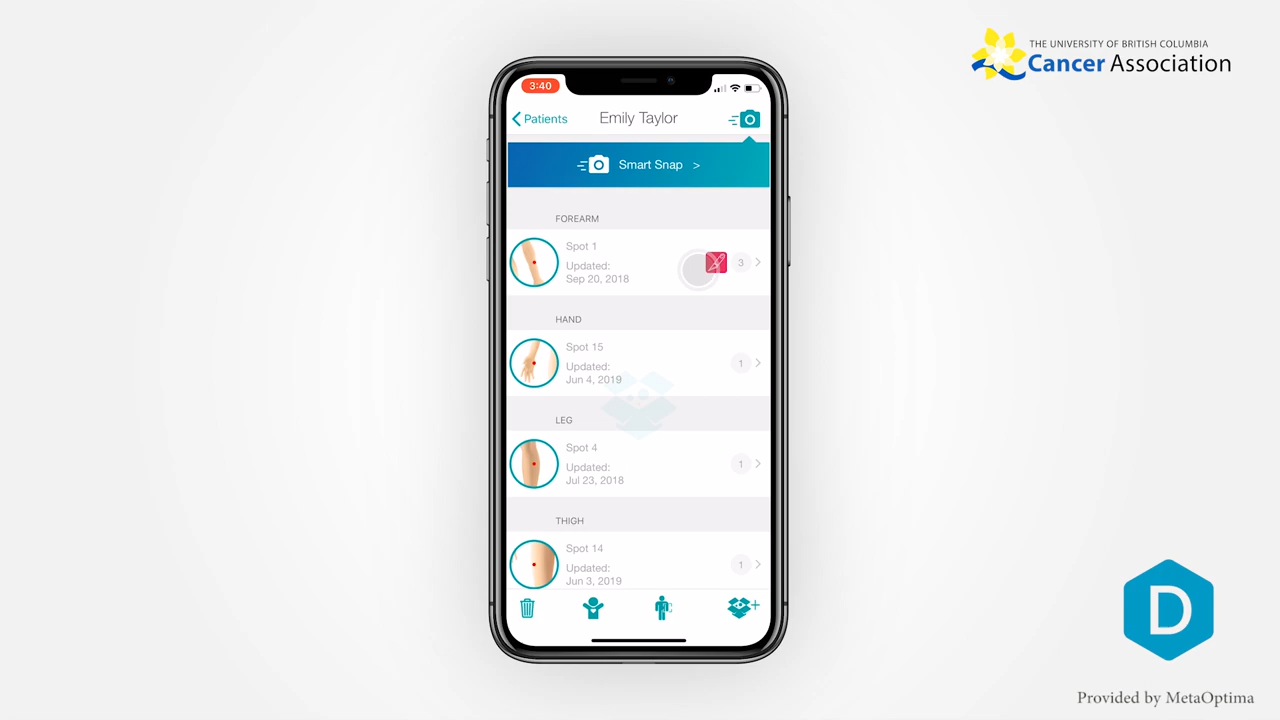 THE UNIVERSITY OF BRITISH COLUMBIA
Cancer Association
3:40
Patients
Emily Taylor
Smart Snap >
FOREARM
Spot 1
Updated:
Sep 20, 2018
3
HAND
Spot 15
Updated:
Jun 4, 2019
1
LEG
Spot 4
Updated:
Jul 23, 2018
1
THIGH
Spot 14
Updated:
Jun 3, 2019
1
D
Provided by MetaOptima